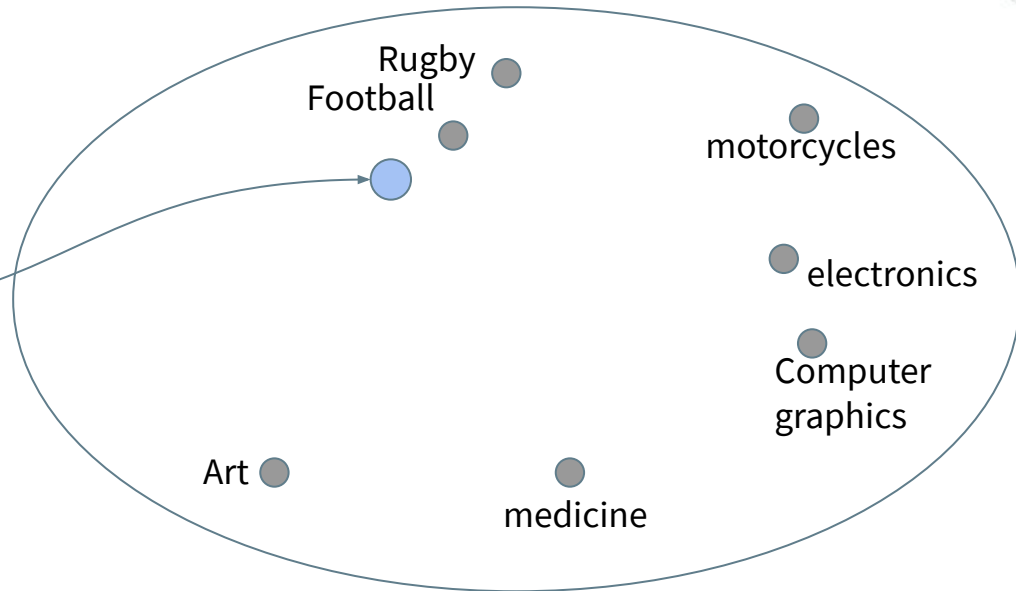 Rugby
Football
motorcycles
electronics
Computer
graphics
Art
medicine